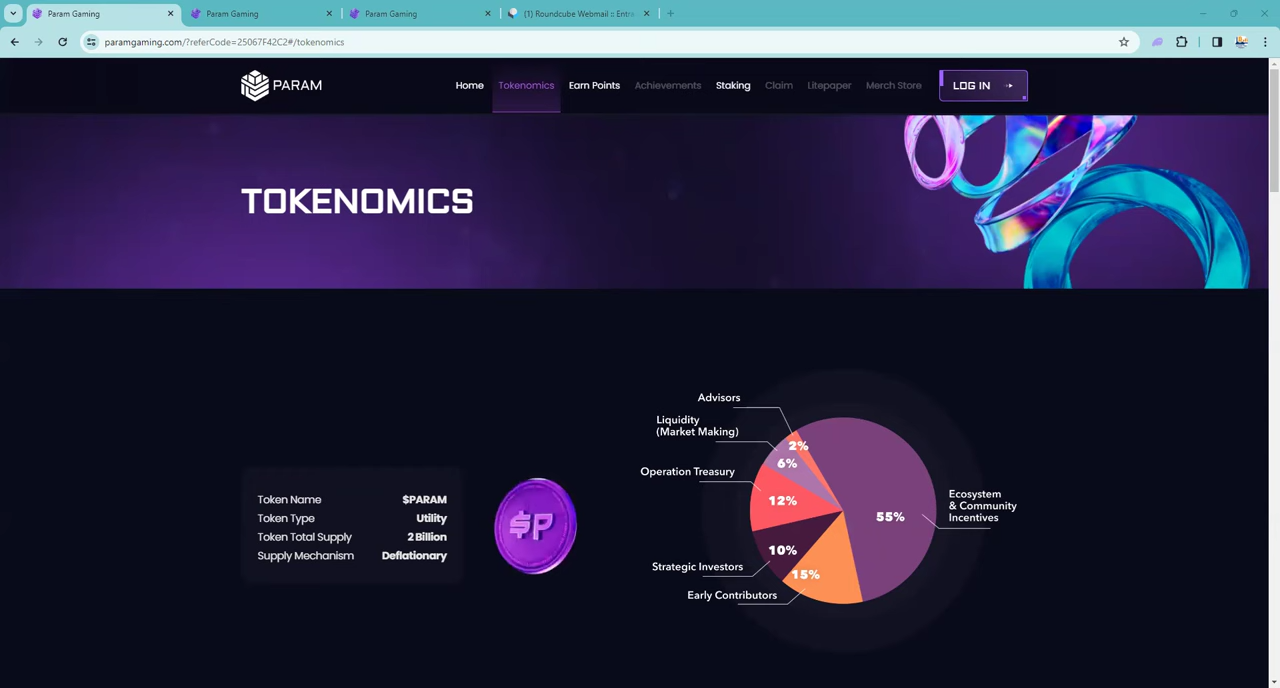 Param Gaming
Param Gaming
Param Gaming
(1) Roundcube Webmail :: Entra
paramgaming.com/?referCode=25067F42C2#/tokenomics
PARAM
Home
Tokenomics
Earn Points
Achievements
Staking
Claim
Litepaper
Merch Store
LOG IN
TOKENOMICS
Token Name $PARAM
Token Type Utility
Token Total Supply 2 Billion
Supply Mechanism Deflationary
$P
Advisors
2%
Liquidity
(Market Making)
6%
Operation Treasury
12%
Strategic Investors
10%
Early Contributors
15%
55%
Ecosystem
& Community
Incentives